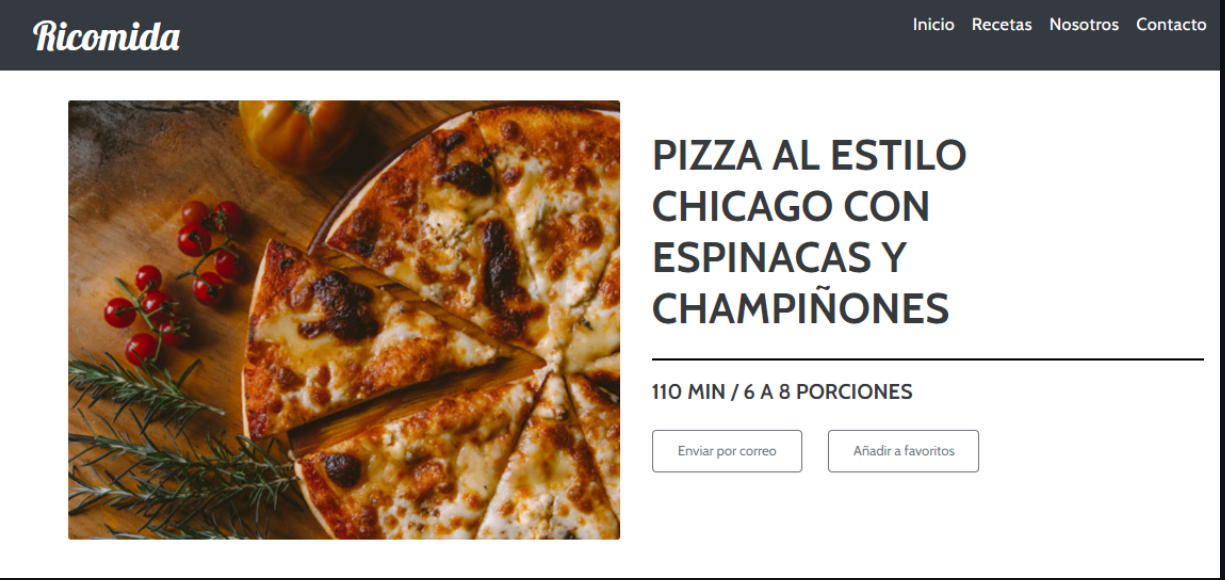 Ricomida
Inicio Recetas Nosotros Contacto
PIZZA AL ESTILO
CHICAGO CON
ESPINACAS Y
CHAMPIÑONES
110 MIN / 6 A 8 PORCIONES
Enviar por correo
Añadir a favoritos